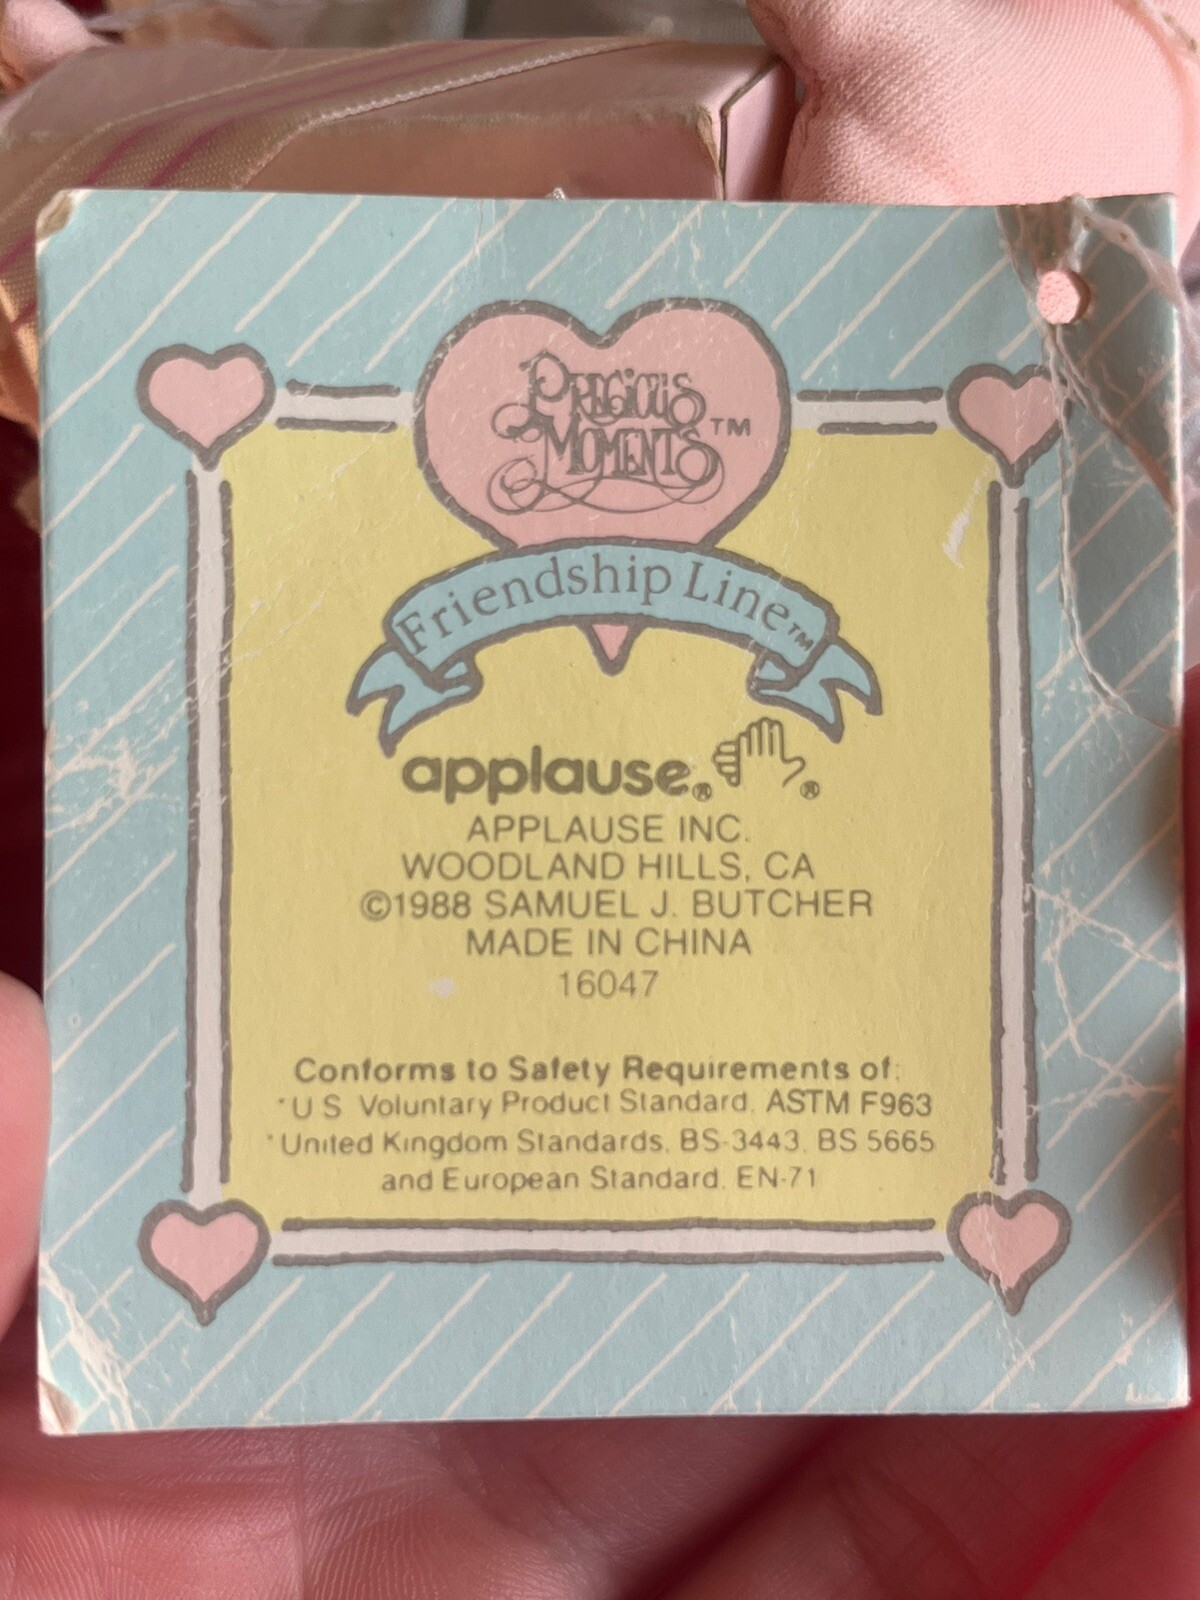 PRECIOUS
MOMENTS™
Friendship Line™
applause®®
APPLAUSE INC.
WOODLAND HILLS, CA
©1988 SAMUEL J. BUTCHER
MADE IN CHINA
16047
Conforms to Safety Requirements of:
*U S Voluntary Product Standard, ASTM F963
*United Kingdom Standards, BS-3443, BS 5665
and European Standard, EN-71